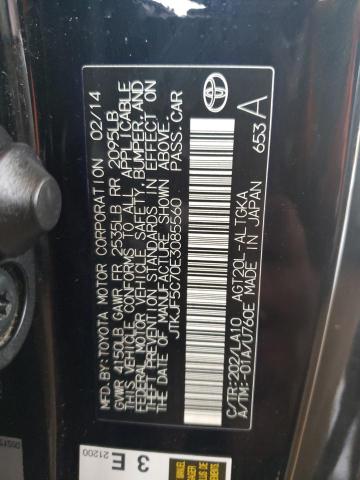 MFD.BY:TOYOTA MOTOR CORPORATION 02/14
GVWR 4150LB GAWR FR 2535LB RR 2095LB
THIS VEHICLE CONFORMS TO ALL APPLICABLE
FEDERAL MOTOR VEHICLE SAFETY, BUMPER, AND
THEFT PREVENTION STANDARDS IN EFFECT ON
THE DATE OF MANUFACTURE SHOWN ABOVE.
JTKJF5C70E3085560 PASS.CAR
C/TR:202/LA10 AGT20L-ALTGKA
A/TM:-01A/U760E MADE IN JAPAN
653 A
3 E
21200